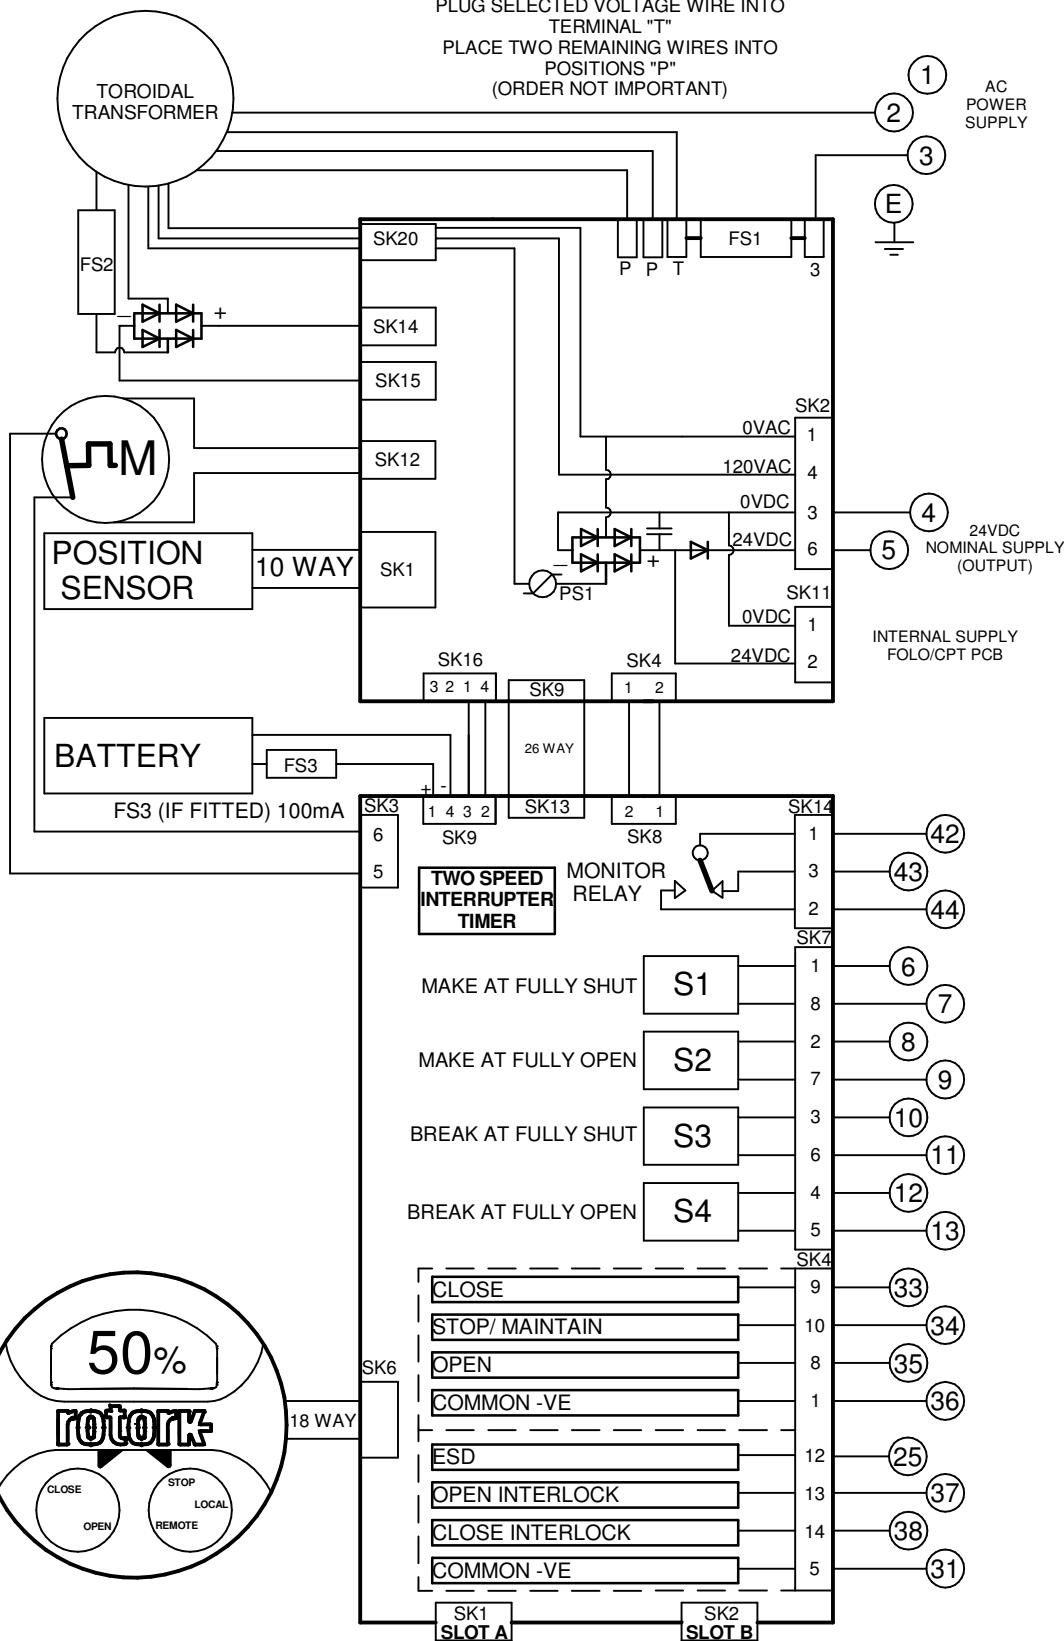 PLUG SELECTED VOLTAGE WIRE INTO
TERMINAL "T"
PLACE TWO REMAINING WIRES INTO
POSITIONS "P"
(ORDER NOT IMPORTANT)
TOROIDAL
TRANSFORMER
1
2
3
E
AC
POWER
SUPPLY
FS2
– +
SK20
SK14
SK15
SK12
SK1
P P T
FS1
3
M
POSITION
SENSOR
10 WAY
SK2
0VAC 1
120VAC 4
0VDC 3
24VDC 6
4
5
24VDC
NOMINAL SUPPLY
(OUTPUT)
– +
PS1
SK11
0VDC 1
24VDC 2
INTERNAL SUPPLY
FOLO/CPT PCB
SK16
3 2 1 4
SK9
SK4
1 2
BATTERY
FS3
26 WAY
FS3 (IF FITTED) 100mA
+ -
SK3
6
5
1 4 3 2
SK9
SK13
2 1
SK8
TWO SPEED
INTERRUPTER
TIMER
MONITOR
RELAY
SK14
1 42
3 43
2 44
SK7
MAKE AT FULLY SHUT S1
1 6
8 7
MAKE AT FULLY OPEN S2
2 8
7 9
BREAK AT FULLY SHUT S3
3 10
6 11
BREAK AT FULLY OPEN S4
4 12
5 13
SK4
CLOSE 9 33
STOP/ MAINTAIN 10 34
OPEN 8 35
COMMON -VE 1 36
ESD 12 25
OPEN INTERLOCK 13 37
CLOSE INTERLOCK 14 38
COMMON -VE 5 31
50%
rotork
CLOSE
OPEN
STOP
LOCAL
REMOTE
18 WAY
SK6
SK1
SLOT A
SK2
SLOT B